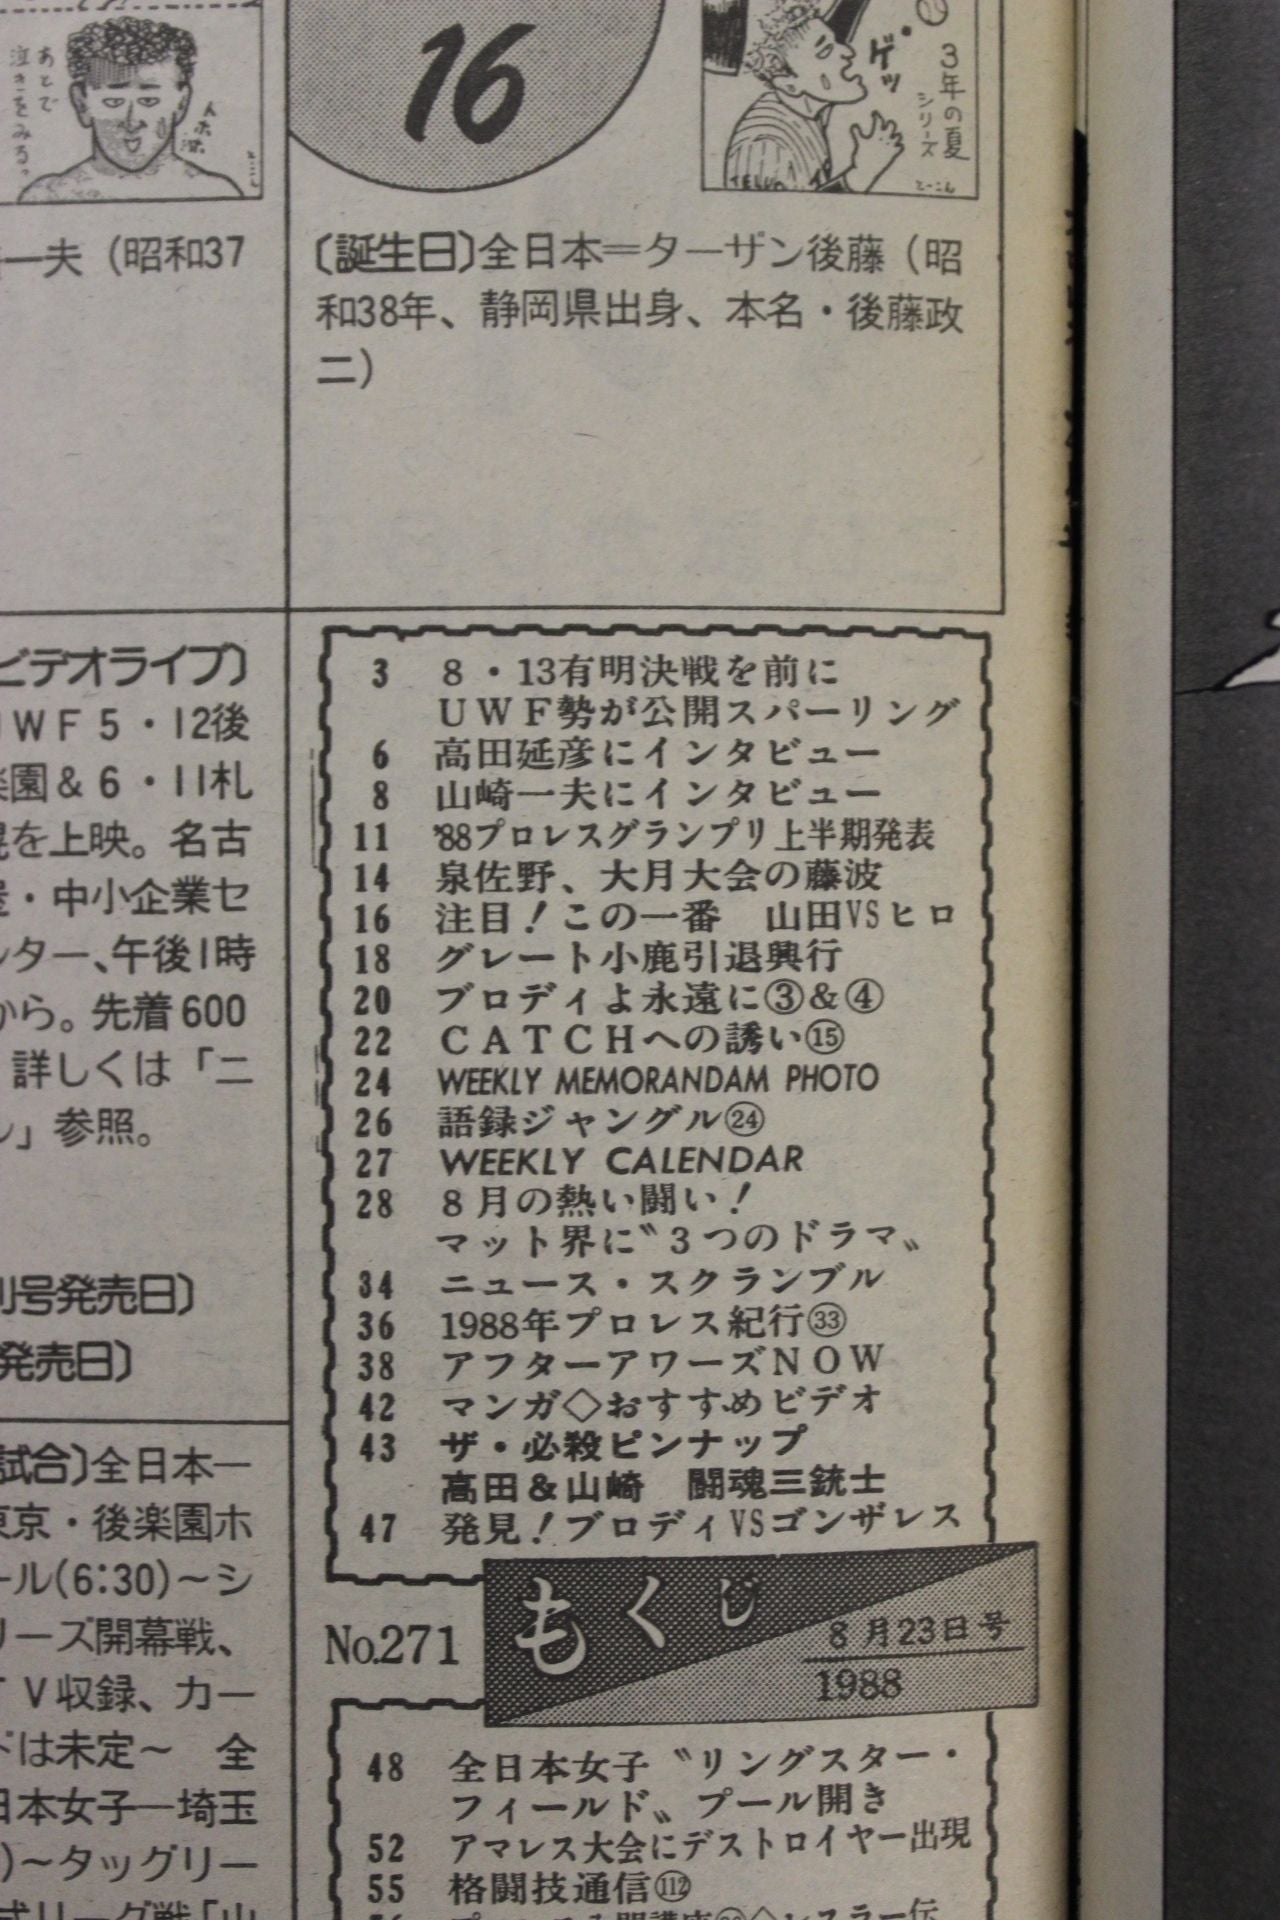 あとで
泣きをみるっ
16
ゲッ
3年の夏
シリーズ
一夫（昭和37
〔誕生日〕全日本＝ターザン後藤（昭
和38年、静岡県出身、本名・後藤政
二）
ビデオライブ〕
ＵＷＦ５・12後
楽園＆６・11札
幌を上映。名古
屋・中小企業セ
ンター、午後1時
から。先着600
詳しくは「ニ
ル」参照。
別号発売日〕
発売日〕
試合〕全日本―
東京・後楽園ホ
ール(6:30)～シ
リーズ開幕戦、
ＴＶ収録、カー
ドは未定～　全
日本女子―埼玉
)～タッグリー
3　８・13有明決戦を前に
ＵＷＦ勢が公開スパーリング
6　高田延彦にインタビュー
8　山崎一夫にインタビュー
11　'88プロレスグランプリ上半期発表
14　泉佐野、大月大会の藤波
16　注目！この一番　山田VSヒロ
18　グレート小鹿引退興行
20　ブロディよ永遠に③＆④
22　ＣＡＴＣＨへの誘い⑮
24　WEEKLY MEMORANDAM PHOTO
26　語録ジャングル㉔
27　WEEKLY CALENDAR
28　８月の熱い闘い！
マット界に〝３つのドラマ〟
34　ニュース・スクランブル
36　1988年プロレス紀行㉝
38　アフターアワーズＮＯＷ
42　マンガ◇おすすめビデオ
43　ザ・必殺ピンナップ
高田＆山崎　闘魂三銃士
47　発見！ブロディVSゴンザレス
No.271
もくじ
8月23日号
1988
48　全日本女子〝リングスター・
フィールド〟プール開き
52　アマレス大会にデストロイヤー出現
55　格闘技通信(112)